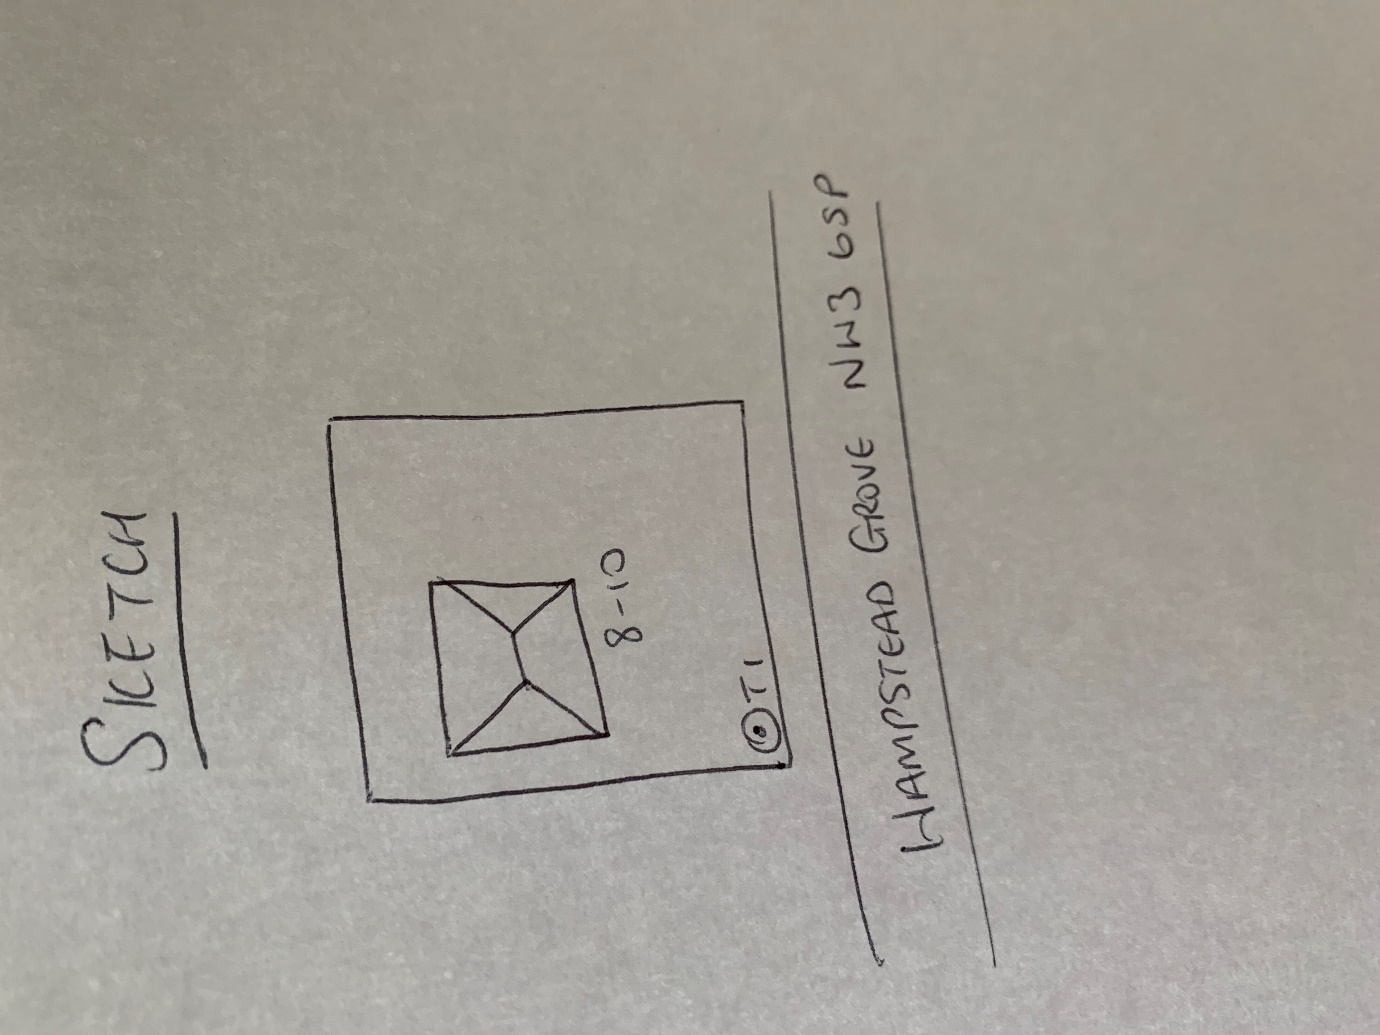 SKETCH
8-10
T1
HAMPSTEAD GROVE NW3 6SP